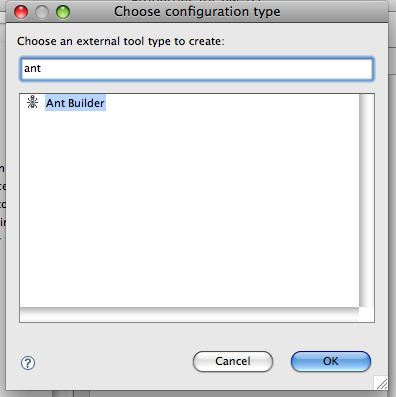 Choose configuration type
Choose an external tool type to create:
ant
Ant Builder
?
Cancel
OK